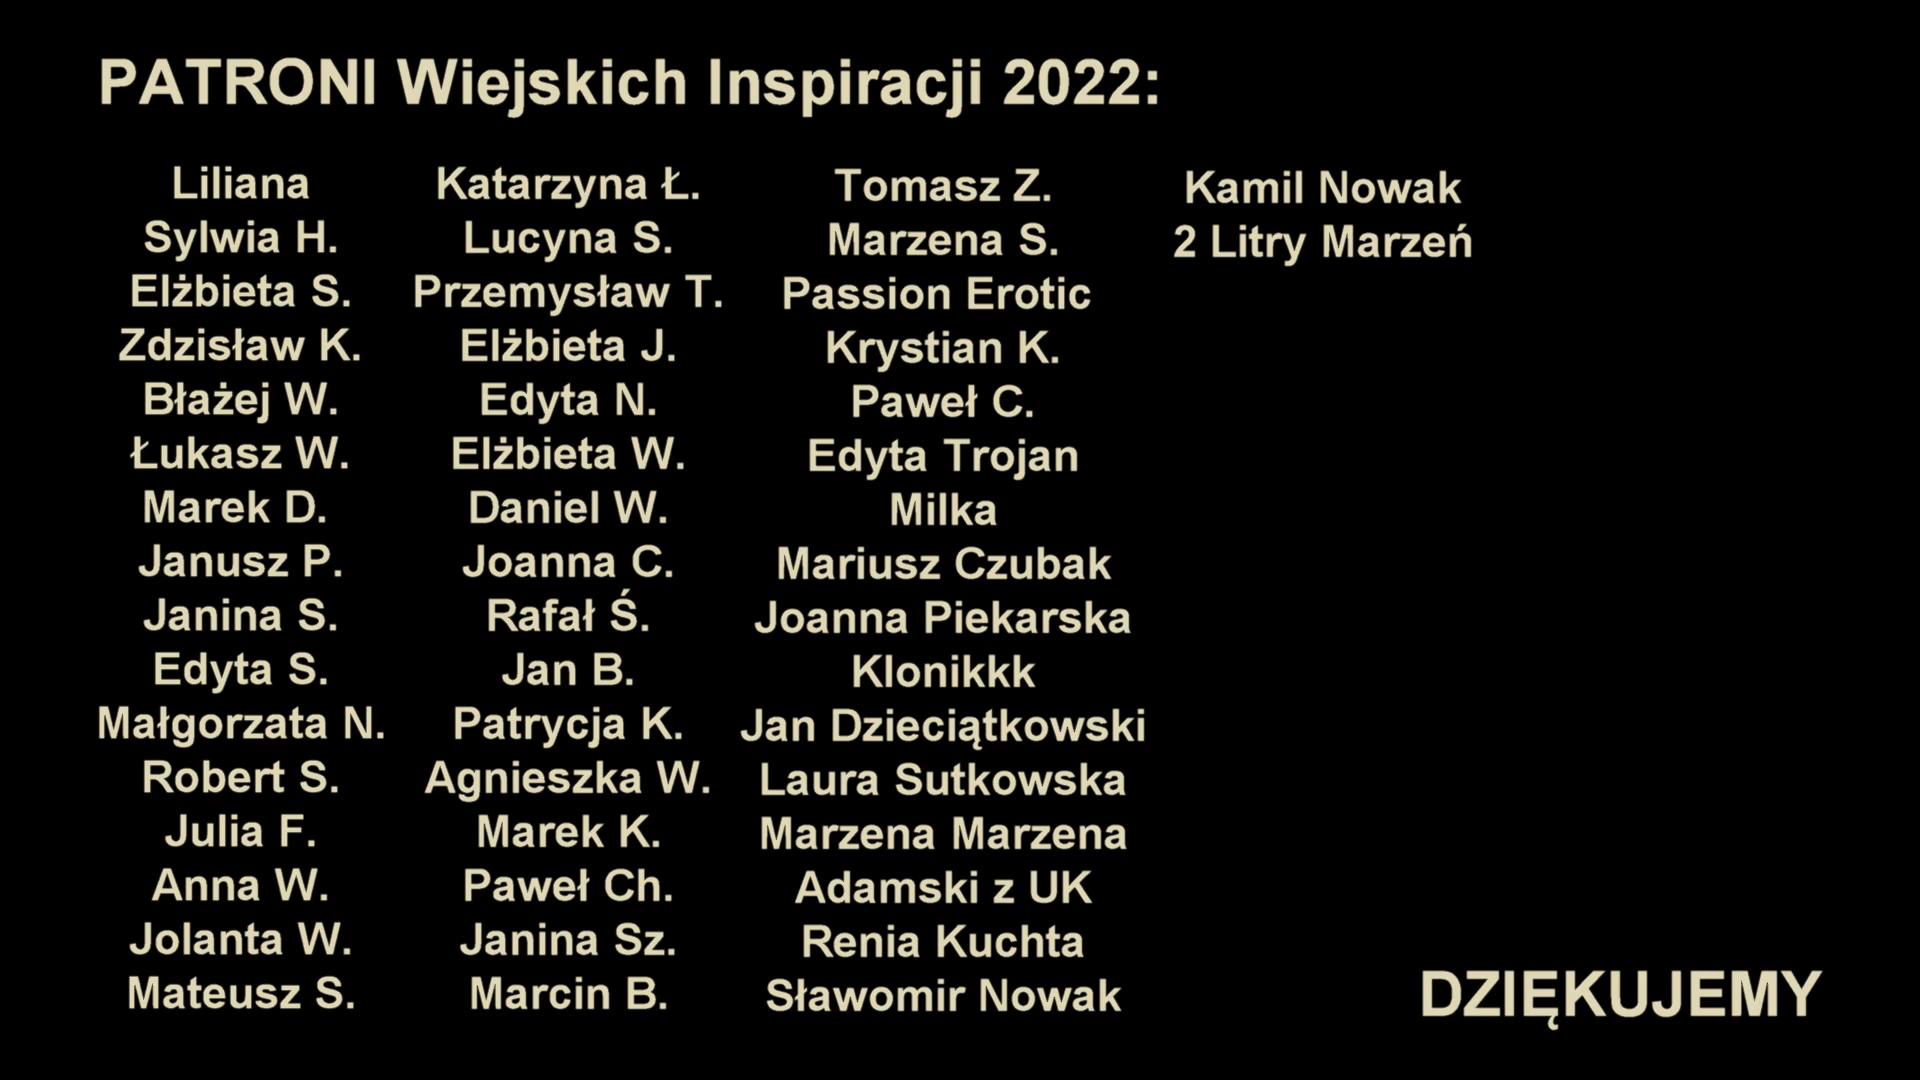 PATRONI Wiejskich Inspiracji 2022:
Liliana
Sylwia H.
Elżbieta S.
Zdzisław K.
Błażej W.
Łukasz W.
Marek D.
Janusz P.
Janina S.
Edyta S.
Małgorzata N.
Robert S.
Julia F.
Anna W.
Jolanta W.
Mateusz S.
Katarzyna Ł.
Lucyna S.
Przemysław T.
Elżbieta J.
Edyta N.
Elżbieta W.
Daniel W.
Joanna C.
Rafał Ś.
Jan B.
Patrycja K.
Agnieszka W.
Marek K.
Paweł Ch.
Janina Sz.
Marcin B.
Tomasz Z.
Marzena S.
Passion Erotic
Krystian K.
Paweł C.
Edyta Trojan
Milka
Mariusz Czubak
Joanna Piekarska
Klonikkk
Jan Dzieciątkowski
Laura Sutkowska
Marzena Marzena
Adamski z UK
Renia Kuchta
Sławomir Nowak
Kamil Nowak
2 Litry Marzeń
DZIĘKUJEMY